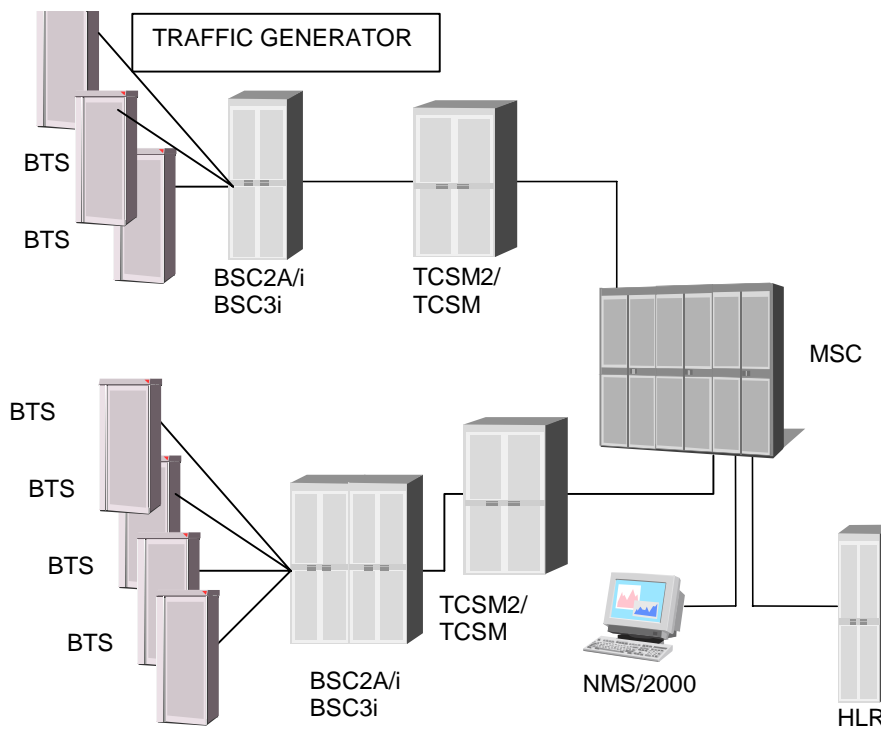 TRAFFIC GENERATOR
BTS
BTS
BSC2A/i
BSC3i
TCSM2/
TCSM
MSC
BTS
BTS
BTS
BTS
BSC2A/i
BSC3i
TCSM2/
TCSM
NMS/2000
HLR